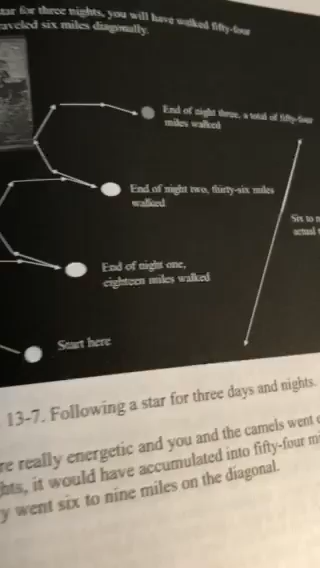 star for three nights, you will have walked fifty-four
traveled six miles diagonally.
End of night three, a total of fifty-four
miles walked
End of night two, thirty-six miles
walked
Six to n
actual
End of night one,
eighteen miles walked
Start here
13-7. Following a star for three days and nights.
re really energetic and you and the camels went
hts, it would have accumulated into fifty-four mi
y went six to nine miles on the diagonal.